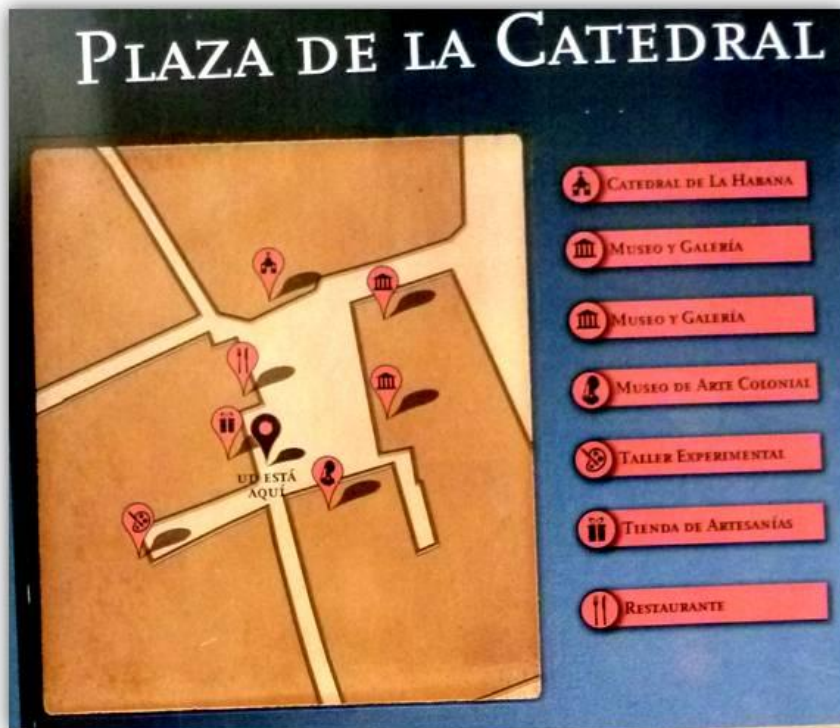 PLAZA DE LA CATEDRAL
CATEDRAL DE LA HABANA
MUSEO Y GALERÍA
MUSEO Y GALERÍA
MUSEO DE ARTE COLONIAL
TALLER EXPERIMENTAL
TIENDA DE ARTESANÍAS
RESTAURANTE
UD ESTÁ
AQUÍ